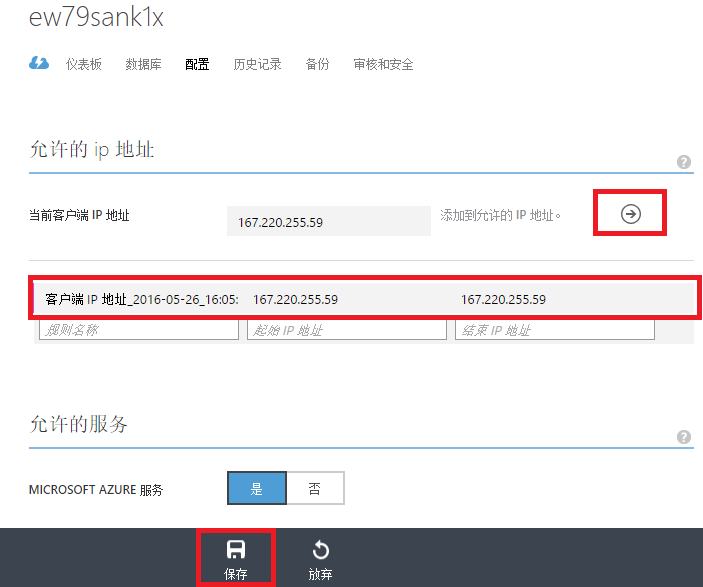 ew79sank1x
仪表板 数据库 配置 历史记录 备份 审核和安全
允许的 ip 地址
?
当前客户端 IP 地址 167.220.255.59 添加到允许的 IP 地址。
客户端 IP 地址_2016-05-26_16:05: 167.220.255.59 167.220.255.59
规则名称 起始 IP 地址 结束 IP 地址
允许的服务
?
MICROSOFT AZURE 服务 是 否
保存 放弃